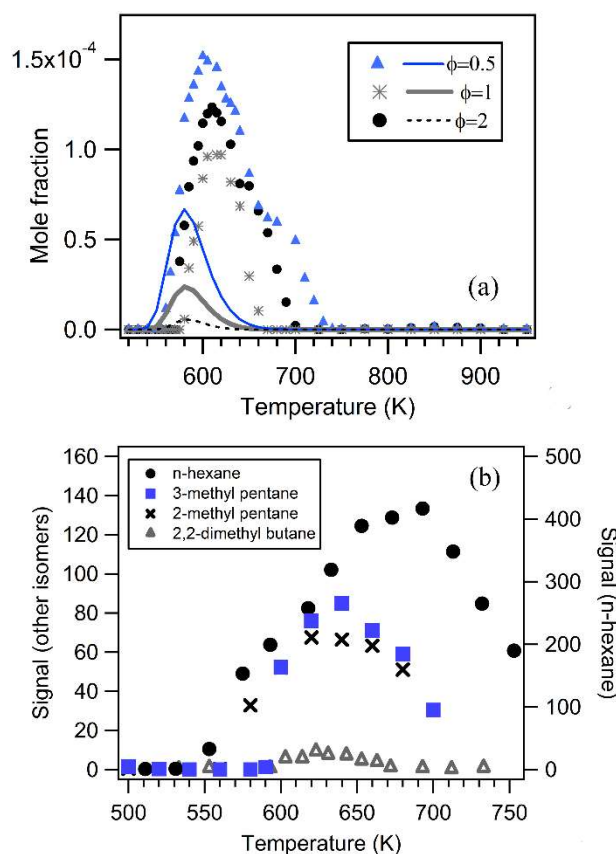 1.5x10⁻⁴
1.0
0.5
0.0
Mole fraction
ϕ=0.5
ϕ=1
ϕ=2
(a)
600 700 800 900
Temperature (K)
160
140
120
100
80
60
40
20
0
Signal (other isomers)
n-hexane
3-methyl pentane
2-methyl pentane
2,2-dimethyl butane
(b)
500
400
300
200
100
0
Signal (n-hexane)
500 550 600 650 700 750
Temperature (K)